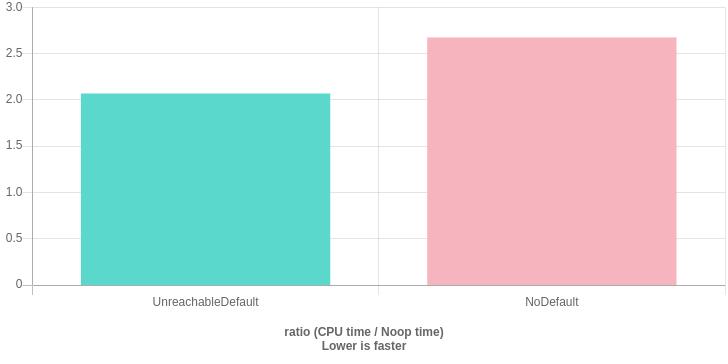 3.0
2.5
2.0
1.5
1.0
0.5
0
UnreachableDefault NoDefault
ratio (CPU time / Noop time)
Lower is faster